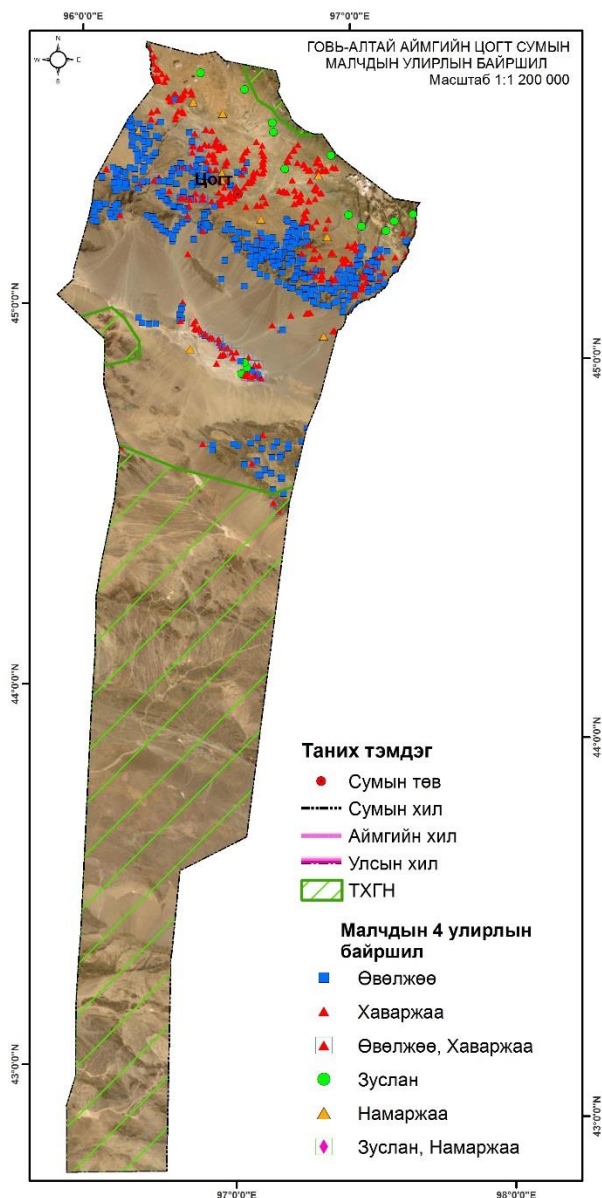 96°0'0"E
97°0'0"E
ГОВЬ-АЛТАЙ АЙМГИЙН ЦОГТ СУМЫН
МАЛЧДЫН УЛИРЛЫН БАЙРШИЛ
Масштаб 1:1 200 000
N
W
S
Цогт
45°0'0"N
45°0'0"N
44°0'0"N
44°0'0"N
Таних тэмдэг
Сумын төв
Сумын хил
Аймгийн хил
Улсын хил
ТХГН
Малчдын 4 улирлын
байршил
Өвөлжөө
Хаваржаа
Өвөлжөө, Хаваржаа
Зуслан
Намаржаа
Зуслан, Намаржаа
43°0'0"N
43°0'0"N
97°0'0"E
98°0'0"E